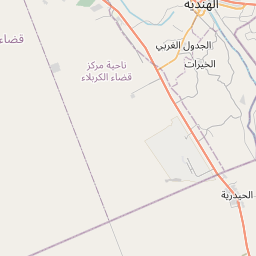 الهندية
الجدول الغربي
الخيرات
قضاء
ناحية مركز
قضاء الكربلاء
الحيدرية